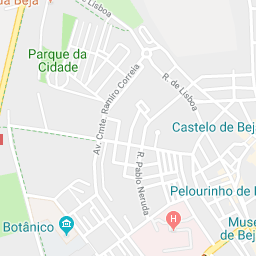 Lisboa
da Beja
Parque da
Cidade
Av. Cmte. Ramiro Correia
R. de Lisboa
Castelo de Bej
R. Pablo Neruda
Pelourinho de
Botânico
H
Muse
de Bej